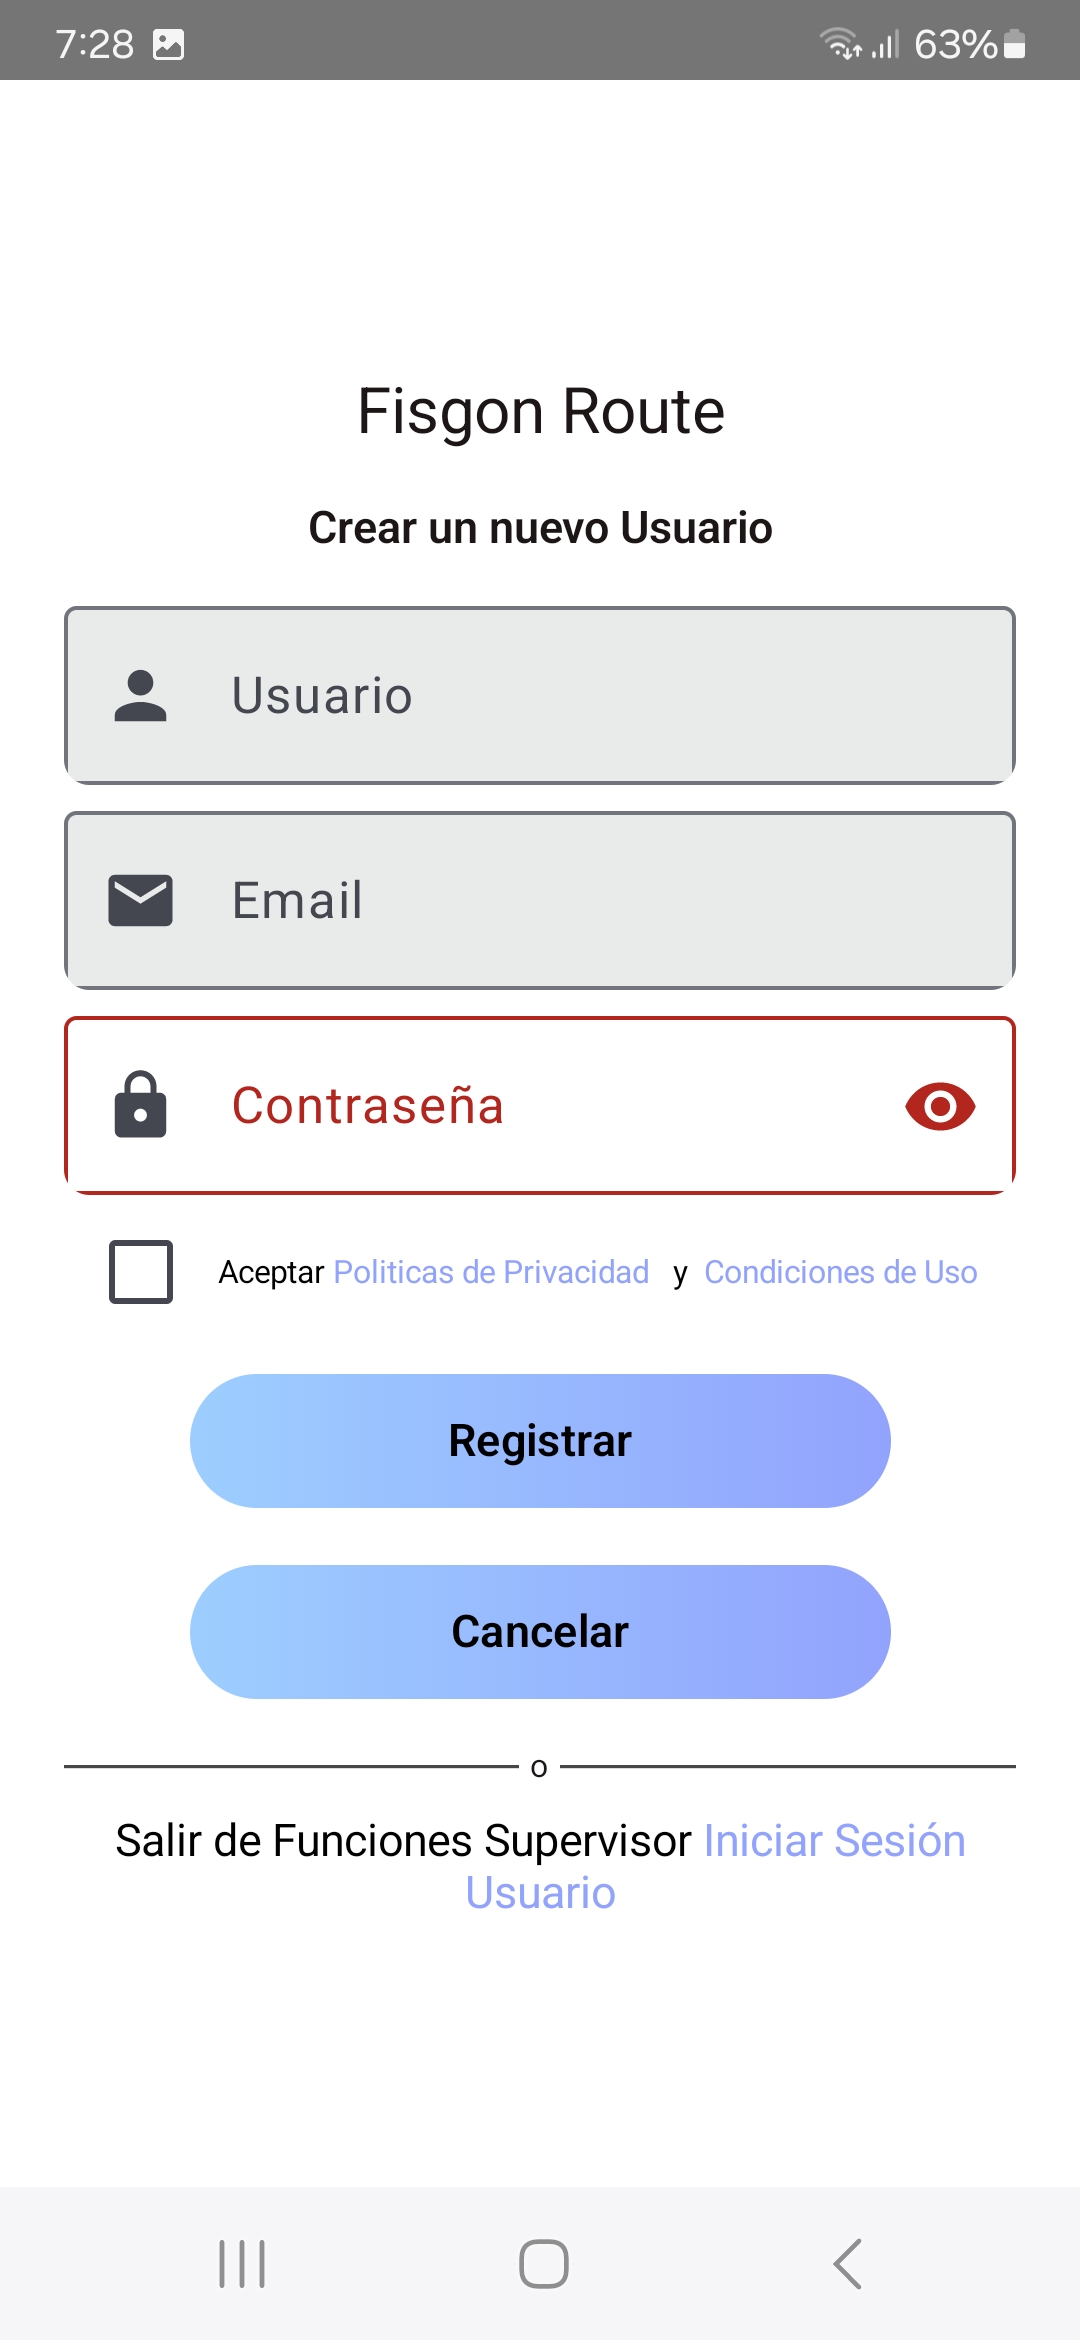 7:28 63%
Fisgon Route
Crear un nuevo Usuario
Usuario
Email
Contraseña
Aceptar Politicas de Privacidad y Condiciones de Uso
Registrar
Cancelar
o
Salir de Funciones Supervisor Iniciar Sesión
Usuario